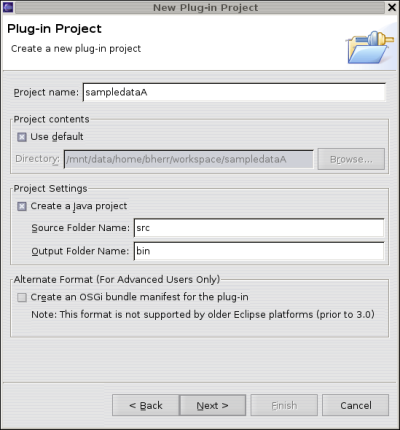 New Plug-in Project
Plug-in Project
Create a new plug-in project
Project name: sampledataA
Project contents
Use default
Directory: /mnt/data/home/bherr/workspace/sampledataA Browse...
Project Settings
Create a Java project
Source Folder Name: src
Output Folder Name: bin
Alternate Format (For Advanced Users Only)
Create an OSGi bundle manifest for the plug-in
Note: This format is not supported by older Eclipse platforms (prior to 3.0)
< Back Next > Finish Cancel